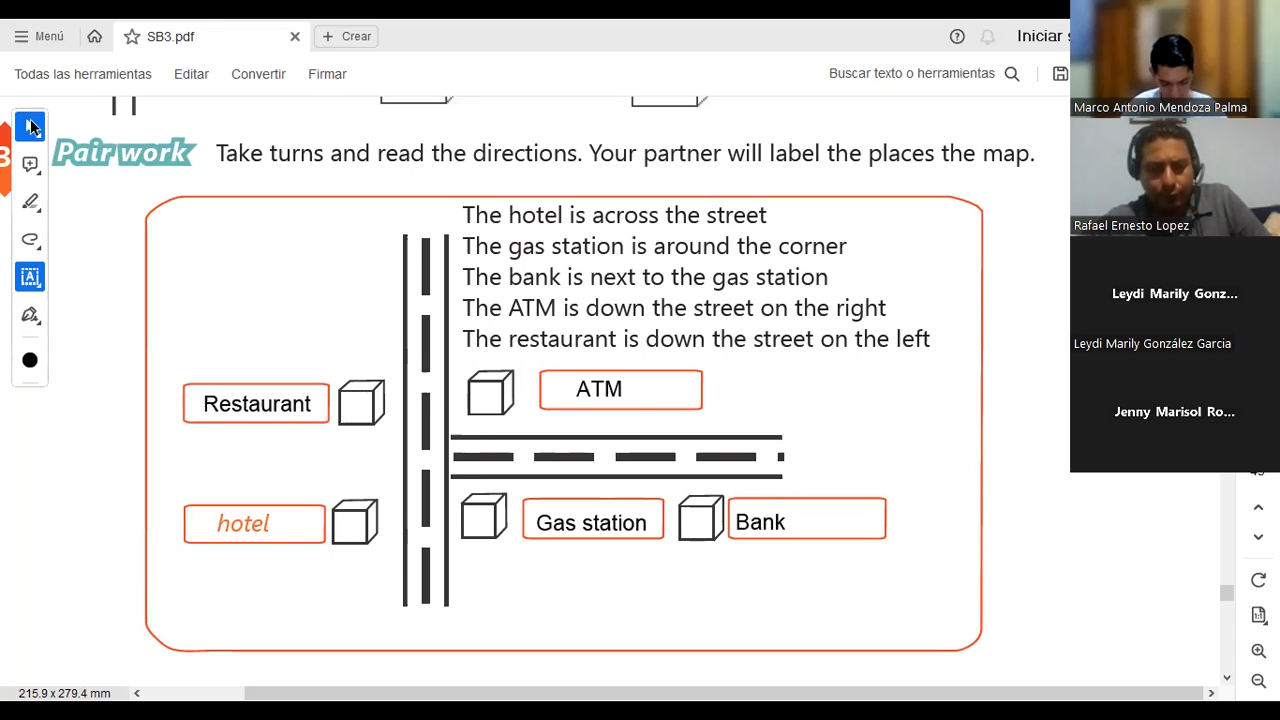 Menú
SB3.pdf
Crear
Iniciar s
Todas las herramientas
Editar
Convertir
Firmar
Buscar texto o herramientas
3
Pair work
Take turns and read the directions. Your partner will label the places the map.
The hotel is across the street
The gas station is around the corner
The bank is next to the gas station
The ATM is down the street on the right
The restaurant is down the street on the left
Restaurant
ATM
hotel
Gas station
Bank
215.9 x 279.4 mm
Marco Antonio Mendoza Palma
Rafael Ernesto Lopez
Leydi Marily Gonz...
Leydi Marily González Garcia
Jenny Marisol Ro...